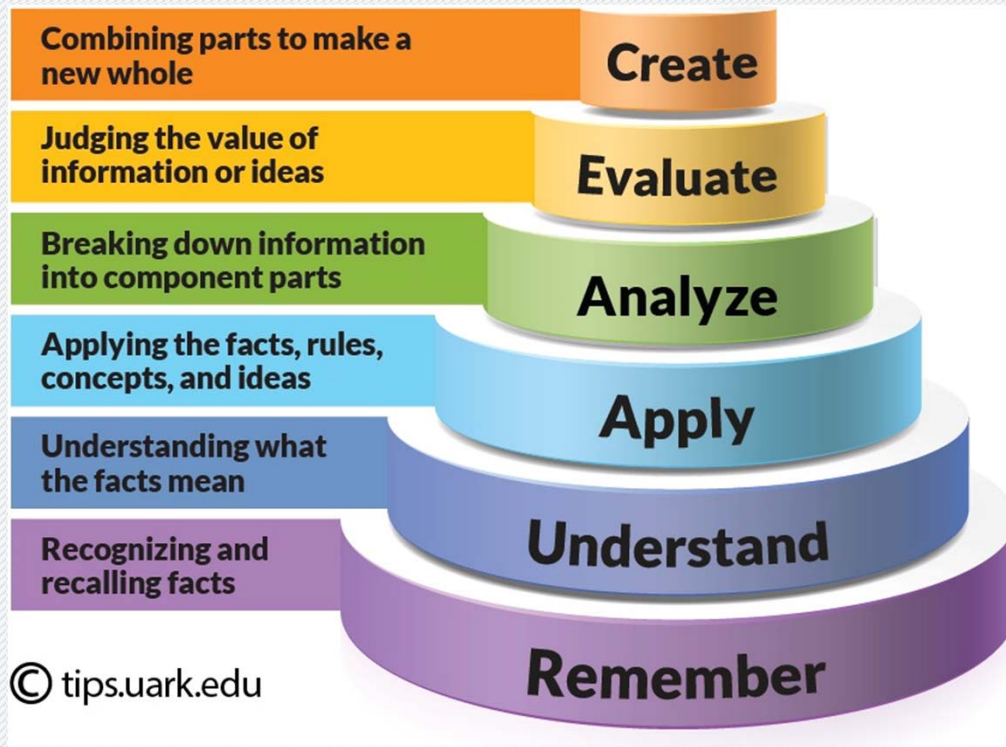 Combining parts to make a
new whole
Create
Judging the value of
information or ideas
Evaluate
Breaking down information
into component parts
Analyze
Applying the facts, rules,
concepts, and ideas
Apply
Understanding what
the facts mean
Understand
Recognizing and
recalling facts
Remember
© tips.uark.edu